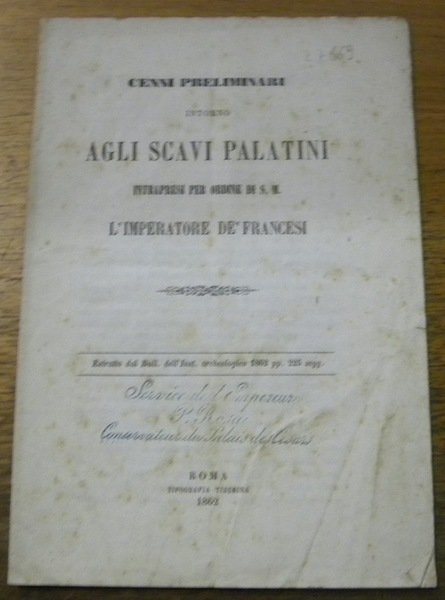 CENNI PRELIMINARI
INTORNO
AGLI SCAVI PALATINI
INTRAPRESI PER ORDINE DI S. M.
L'IMPERATORE DE' FRANCESI
Estratto dal Bull. dell'Inst. archeologico 1862 pp. 225 segg.
Service de l'Empereur
P. Rosa
Conservateur du Palais des Césars
ROMA
TIPOGRAFIA TIBERINA
1862